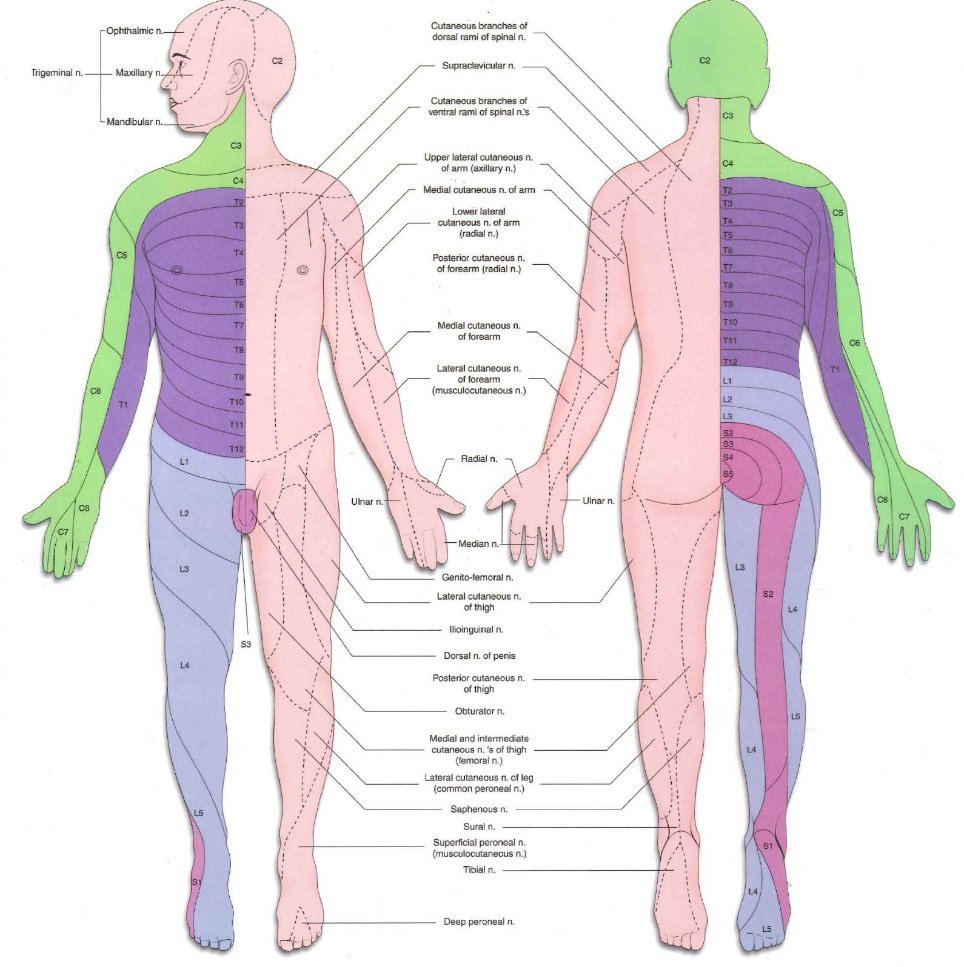 Ophthalmic n.
Trigeminal n.
Maxillary n.
Mandibular n.
C2
C3
C4
T2
T3
T4
T5
T6
T7
T8
T9
T10
T11
T12
C5
C6
T1
C8
C7
L1
L2
L3
L4
L5
S1
S3
Cutaneous branches of
dorsal rami of spinal n.
Supraclavicular n.
Cutaneous branches of
ventral rami of spinal n.'s
Upper lateral cutaneous n.
of arm (axillary n.)
Medial cutaneous n. of arm
Lower lateral
cutaneous n. of arm
(radial n.)
Posterior cutaneous n.
of forearm (radial n.)
Medial cutaneous n.
of forearm
Lateral cutaneous n.
of forearm
(musculocutaneous n.)
Radial n.
Ulnar n.
Ulnar n.
Median n.
Genito-femoral n.
Lateral cutaneous n.
of thigh
Ilioinguinal n.
Dorsal n. of penis
Posterior cutaneous n.
of thigh
Obturator n.
Medial and intermediate
cutaneous n. 's of thigh
(femoral n.)
Lateral cutaneous n. of leg
(common peroneal n.)
Saphenous n.
Sural n.
Superficial peroneal n.
(musculocutaneous n.)
Tibial n.
Deep peroneal n.
C2
C3
C4
T2
T3
T4
T5
T6
T7
T8
T9
T10
T11
T12
L1
L2
L3
S2
S3
S4
S5
C5
C6
T1
C8
C7
L3
S2
L4
L5
L4
S1
L4
L5